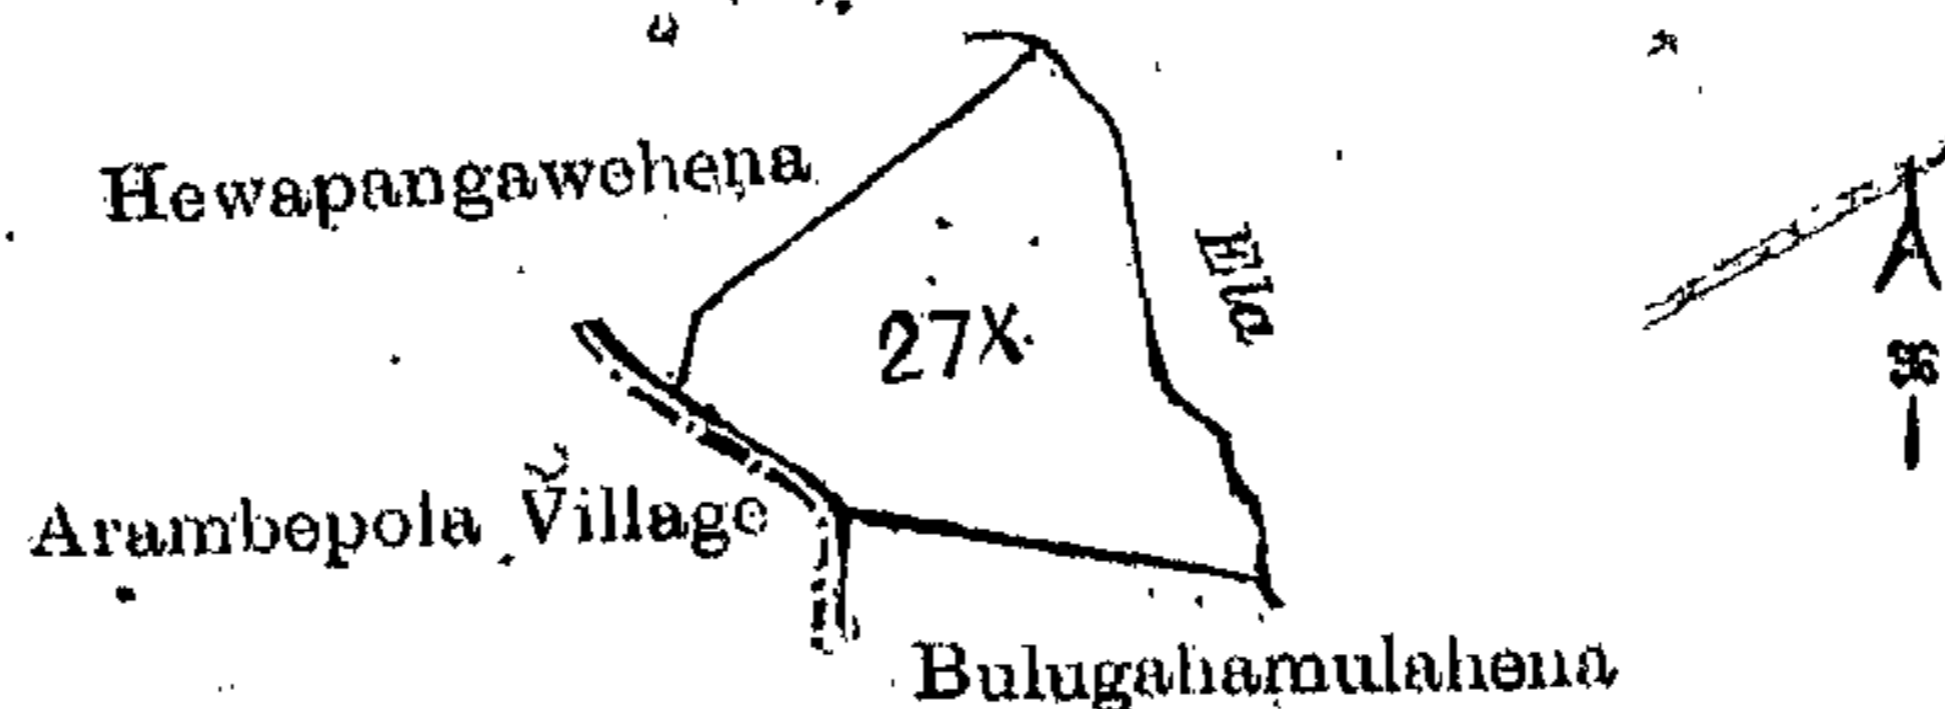 Hewapangawehena
Ela
27X
Arambepola Village
Bulugahamulahena